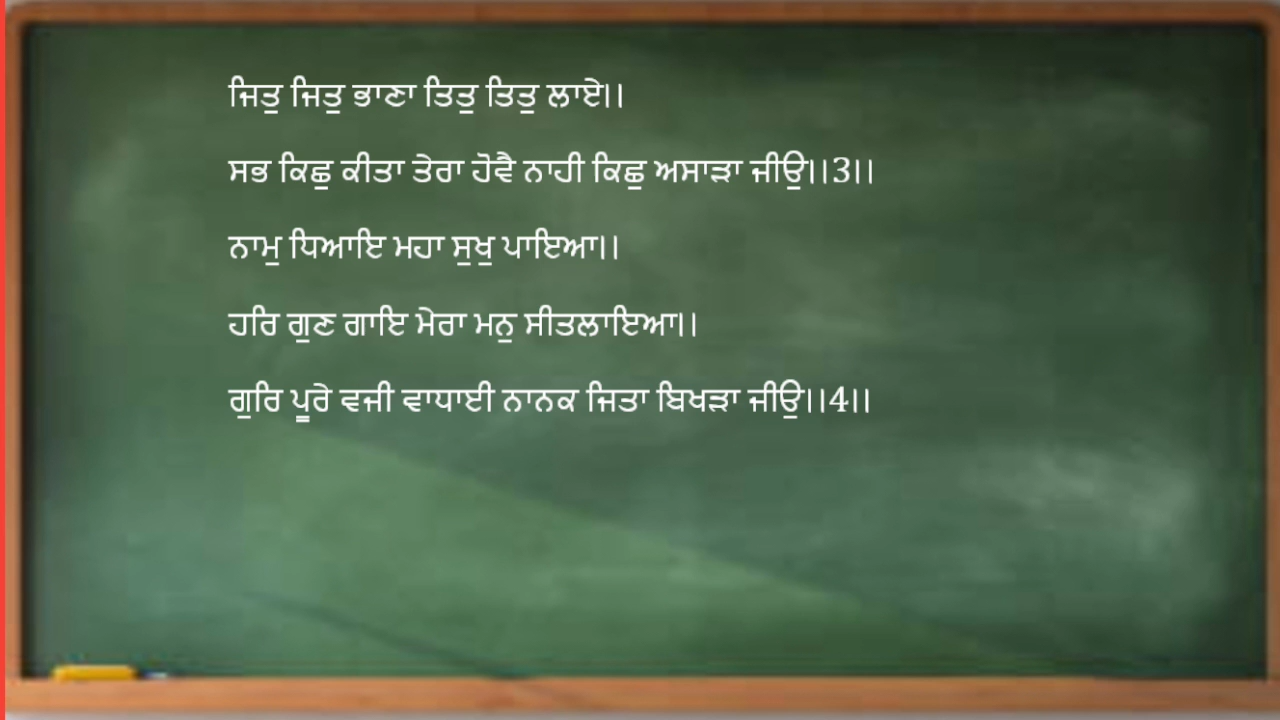 ਜਿਤੁ ਜਿਤੁ ਭਾਣਾ ਤਿਤੁ ਤਿਤੁ ਲਾਏ।।
ਸਭ ਕਿਛੁ ਕੀਤਾ ਤੇਰਾ ਹੋਵੈ ਨਾਹੀ ਕਿਛੁ ਅਸਾੜਾ ਜੀਉ।।3।।
ਨਾਮੁ ਧਿਆਇ ਮਹਾ ਸੁਖੁ ਪਾਇਆ।।
ਹਰਿ ਗੁਣ ਗਾਇ ਮੇਰਾ ਮਨੁ ਸੀਤਲਾਇਆ।।
ਗੁਰਿ ਪੂਰੇ ਵਜੀ ਵਾਧਾਈ ਨਾਨਕ ਜਿਤਾ ਬਿਖੜਾ ਜੀਉ।।4।।